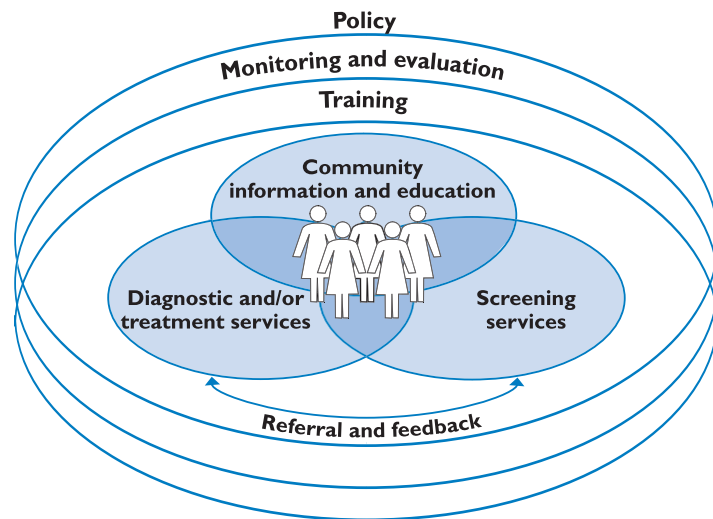 Policy
Monitoring and evaluation
Training
Community
information and education
Diagnostic and/or
treatment services
Screening
services
Referral and feedback